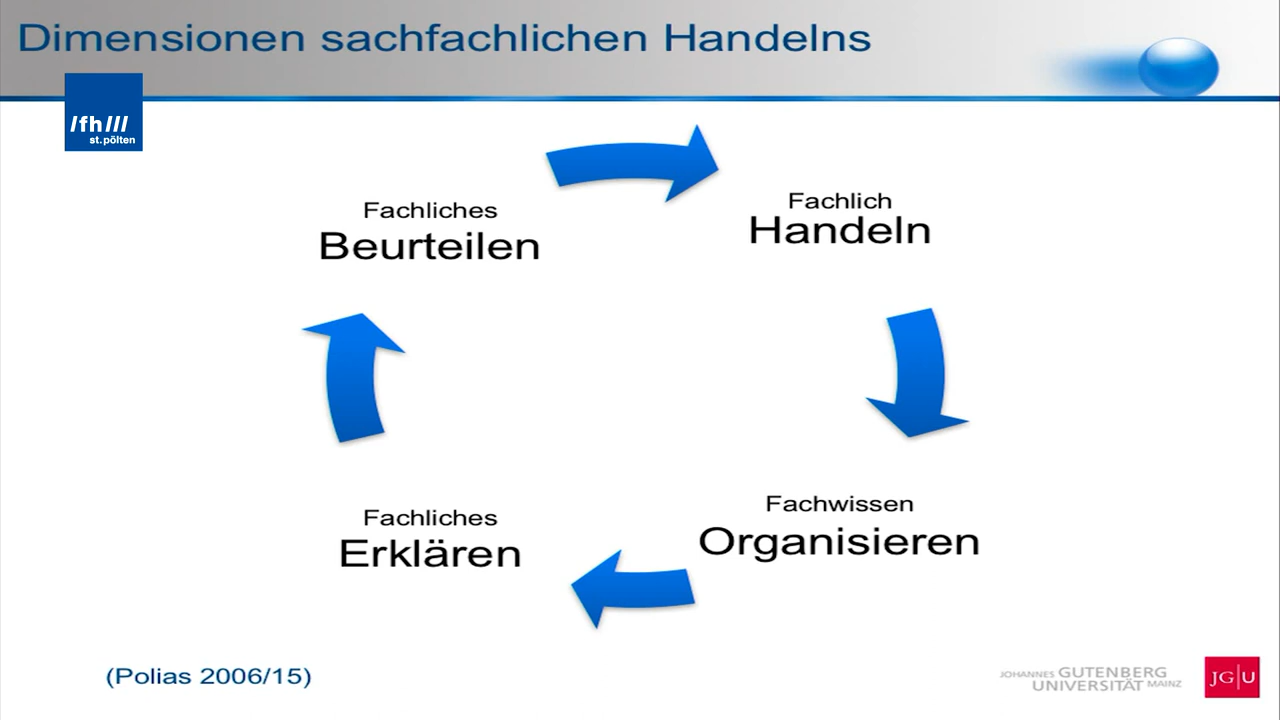 Dimensionen sachfachlichen Handelns
/fh///
st.pölten
Fachliches
Beurteilen
Fachlich
Handeln
Fachliches
Erklären
Fachwissen
Organisieren
(Polias 2006/15)
JOHANNES GUTENBERG
UNIVERSITÄT MAINZ
JG|U